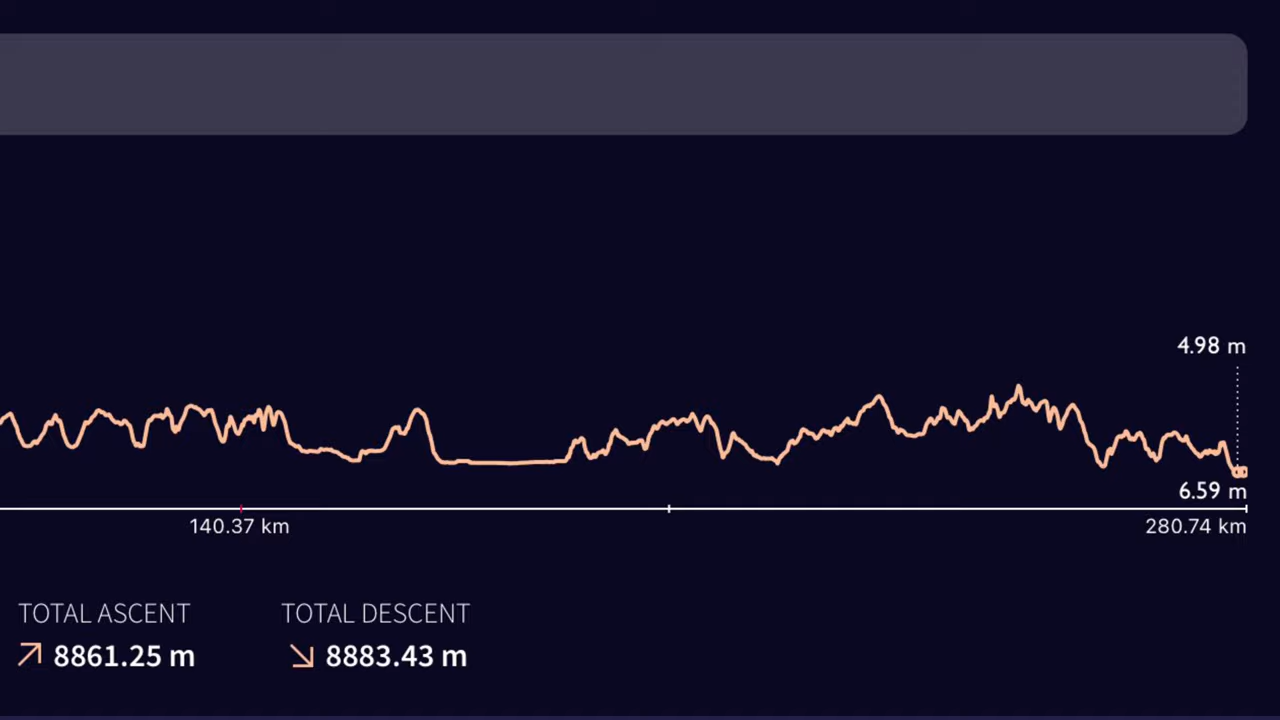 4.98 m
6.59 m
140.37 km
280.74 km
TOTAL ASCENT
8861.25 m
TOTAL DESCENT
8883.43 m